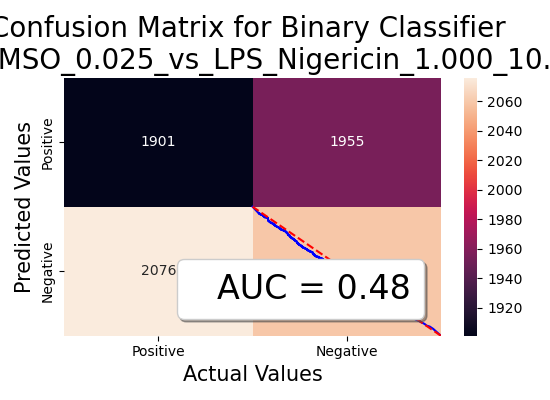 Confusion Matrix for Binary Classifier
MSO_0.025_vs_LPS_Nigericin_1.000_10.
Predicted Values
Positive
Negative
1901
1955
2076
AUC = 0.48
Positive
Negative
Actual Values
2060
2040
2020
2000
1980
1960
1940
1920